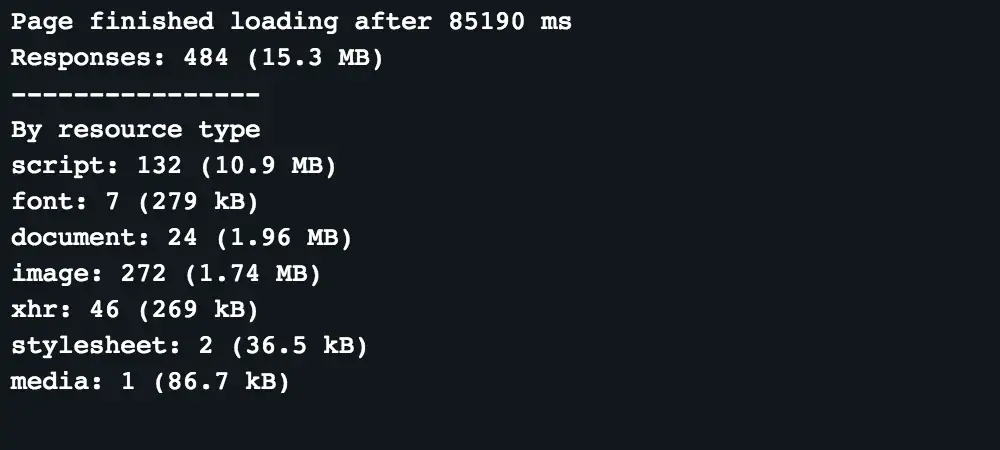 Page finished loading after 85190 ms
Responses: 484 (15.3 MB)
----------------
By resource type
script: 132 (10.9 MB)
font: 7 (279 kB)
document: 24 (1.96 MB)
image: 272 (1.74 MB)
xhr: 46 (269 kB)
stylesheet: 2 (36.5 kB)
media: 1 (86.7 kB)